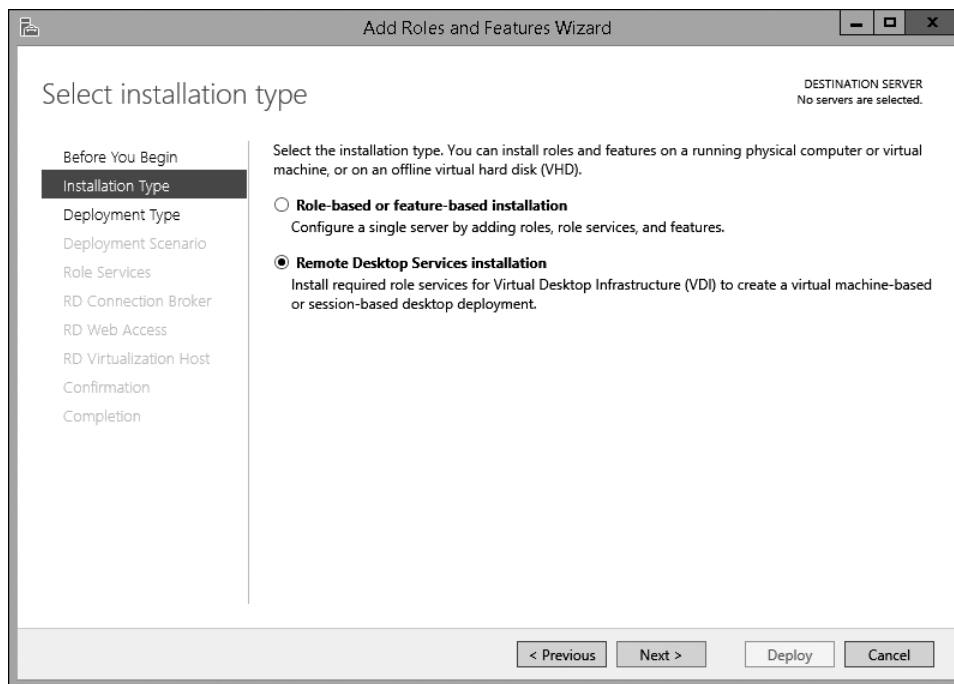 Add Roles and Features Wizard
Select installation type
DESTINATION SERVER
No servers are selected.
Before You Begin
Installation Type
Deployment Type
Deployment Scenario
Role Services
RD Connection Broker
RD Web Access
RD Virtualization Host
Confirmation
Completion
Select the installation type. You can install roles and features on a running physical computer or virtual
machine, or on an offline virtual hard disk (VHD).
Role-based or feature-based installation
Configure a single server by adding roles, role services, and features.
Remote Desktop Services installation
Install required role services for Virtual Desktop Infrastructure (VDI) to create a virtual machine-based
or session-based desktop deployment.
< Previous
Next >
Deploy
Cancel